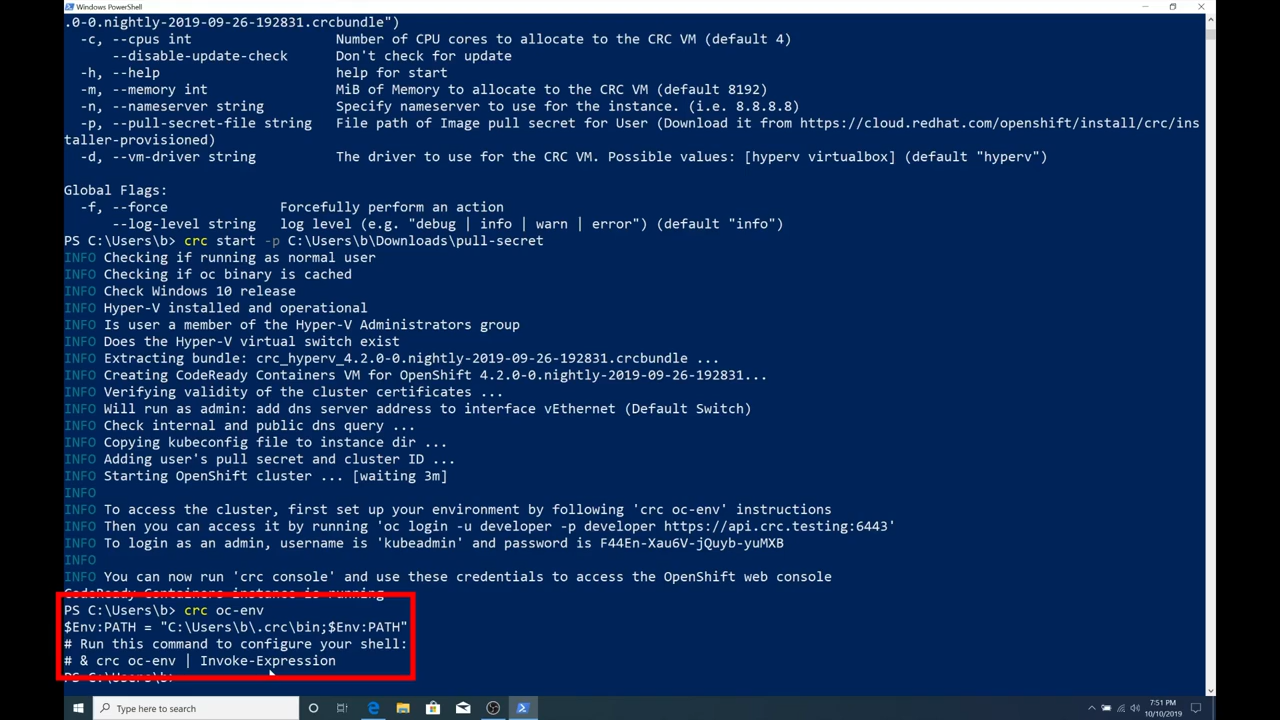 Windows PowerShell
.0-0.nightly-2019-09-26-192831.crcbundle")
-c, --cpus int Number of CPU cores to allocate to the CRC VM (default 4)
--disable-update-check Don't check for update
-h, --help help for start
-m, --memory int MiB of Memory to allocate to the CRC VM (default 8192)
-n, --nameserver string Specify nameserver to use for the instance. (i.e. 8.8.8.8)
-p, --pull-secret-file string File path of Image pull secret for User (Download it from https://cloud.redhat.com/openshift/install/crc/ins
taller-provisioned)
-d, --vm-driver string The driver to use for the CRC VM. Possible values: [hyperv virtualbox] (default "hyperv")
Global Flags:
-f, --force Forcefully perform an action
--log-level string log level (e.g. "debug | info | warn | error") (default "info")
PS C:\Users\b> crc start -p C:\Users\b\Downloads\pull-secret
INFO Checking if running as normal user
INFO Checking if oc binary is cached
INFO Check Windows 10 release
INFO Hyper-V installed and operational
INFO Is user a member of the Hyper-V Administrators group
INFO Does the Hyper-V virtual switch exist
INFO Extracting bundle: crc_hyperv_4.2.0-0.nightly-2019-09-26-192831.crcbundle ...
INFO Creating CodeReady Containers VM for OpenShift 4.2.0-0.nightly-2019-09-26-192831...
INFO Verifying validity of the cluster certificates ...
INFO Will run as admin: add dns server address to interface vEthernet (Default Switch)
INFO Check internal and public dns query ...
INFO Copying kubeconfig file to instance dir ...
INFO Adding user's pull secret and cluster ID ...
INFO Starting OpenShift cluster ... [waiting 3m]
INFO
INFO To access the cluster, first set up your environment by following 'crc oc-env' instructions
INFO Then you can access it by running 'oc login -u developer -p developer https://api.crc.testing:6443'
INFO To login as an admin, username is 'kubeadmin' and password is F44En-Xau6V-jQuyb-yuMXB
INFO
INFO You can now run 'crc console' and use these credentials to access the OpenShift web console
CodeReady Containers instance is running
PS C:\Users\b> crc oc-env
$Env:PATH = "C:\Users\b\.crc\bin;$Env:PATH"
# Run this command to configure your shell:
# & crc oc-env | Invoke-Expression
PS C:\Users\b>
Type here to search
7:51 PM
10/10/2019